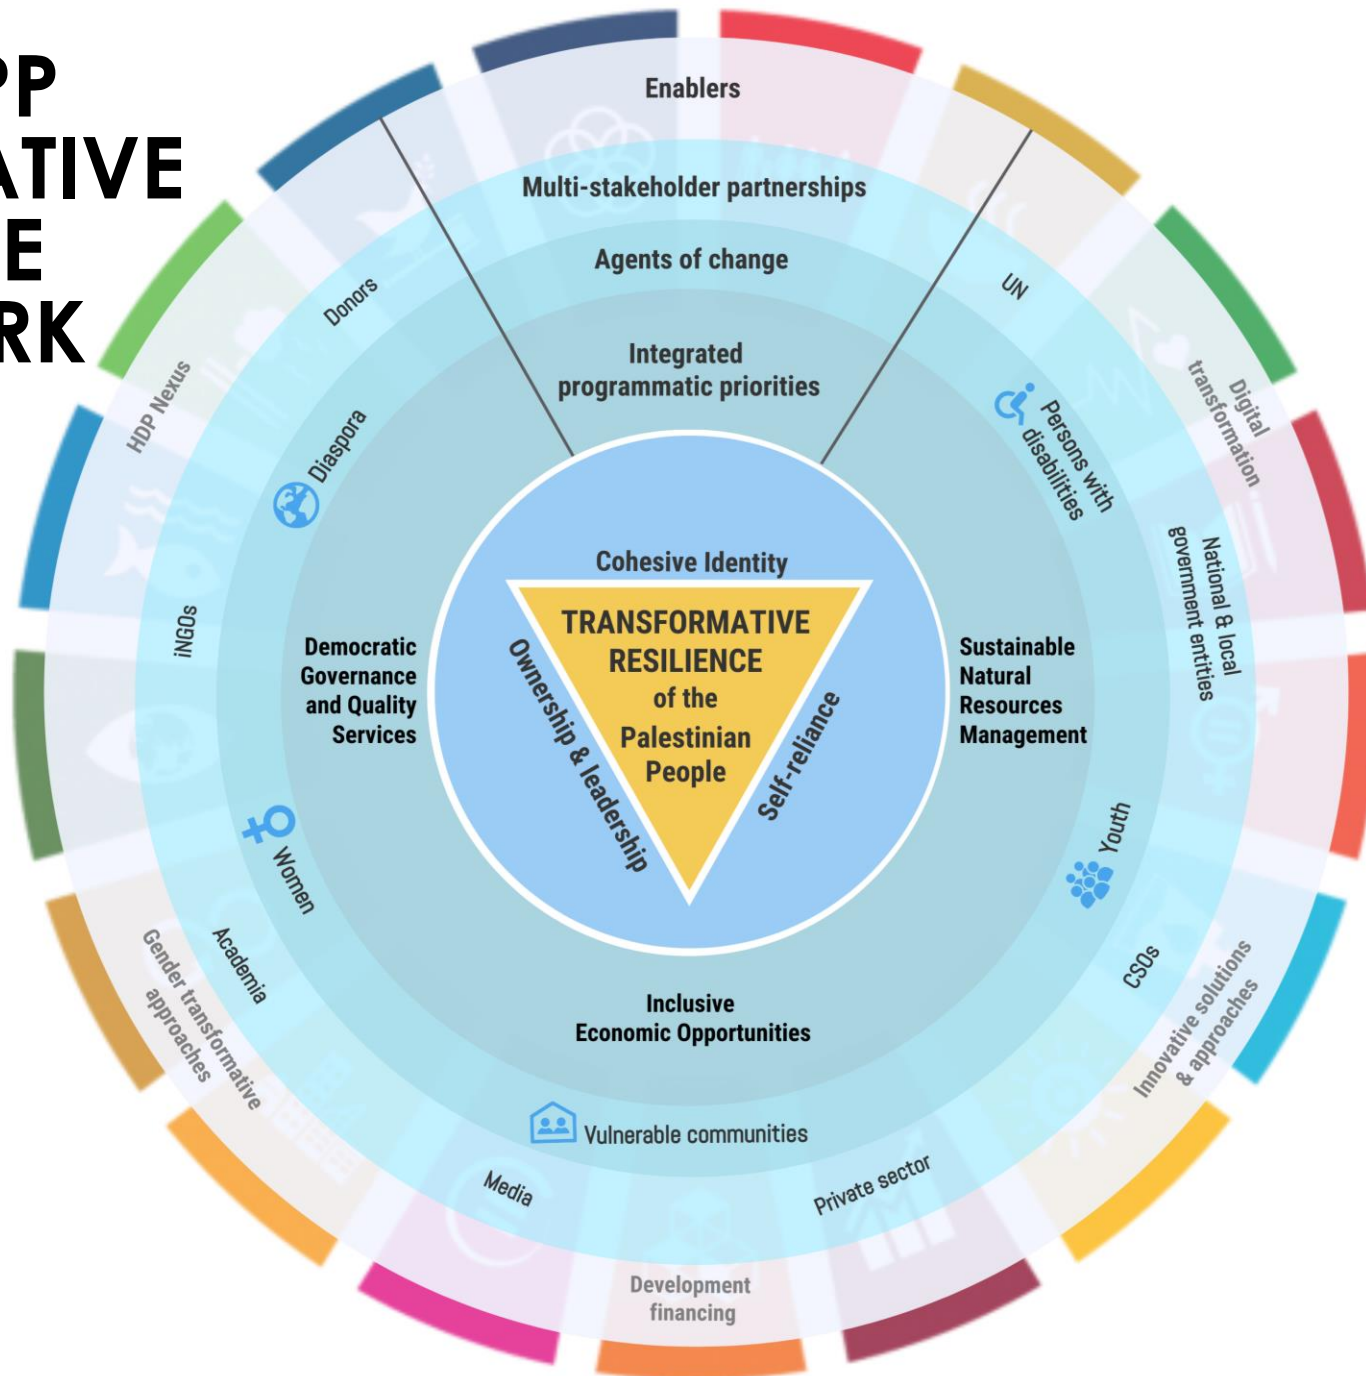 PP
ATIVE
E
RK
Enablers
Multi-stakeholder partnerships
Agents of change
Integrated
programmatic priorities
Donors
UN
HDP Nexus
Digital
transformation
Diaspora
Persons with
disabilities
National & local
government entities
iNGOs
Cohesive Identity
TRANSFORMATIVE
RESILIENCE
of the
Palestinian
People
Ownership & leadership
Self-reliance
Democratic
Governance
and Quality
Services
Sustainable
Natural
Resources
Management
Women
Youth
Academia
CSOs
Gender transformative
approaches
Innovative solutions
& approaches
Inclusive
Economic Opportunities
Vulnerable communities
Media
Private sector
Development
financing